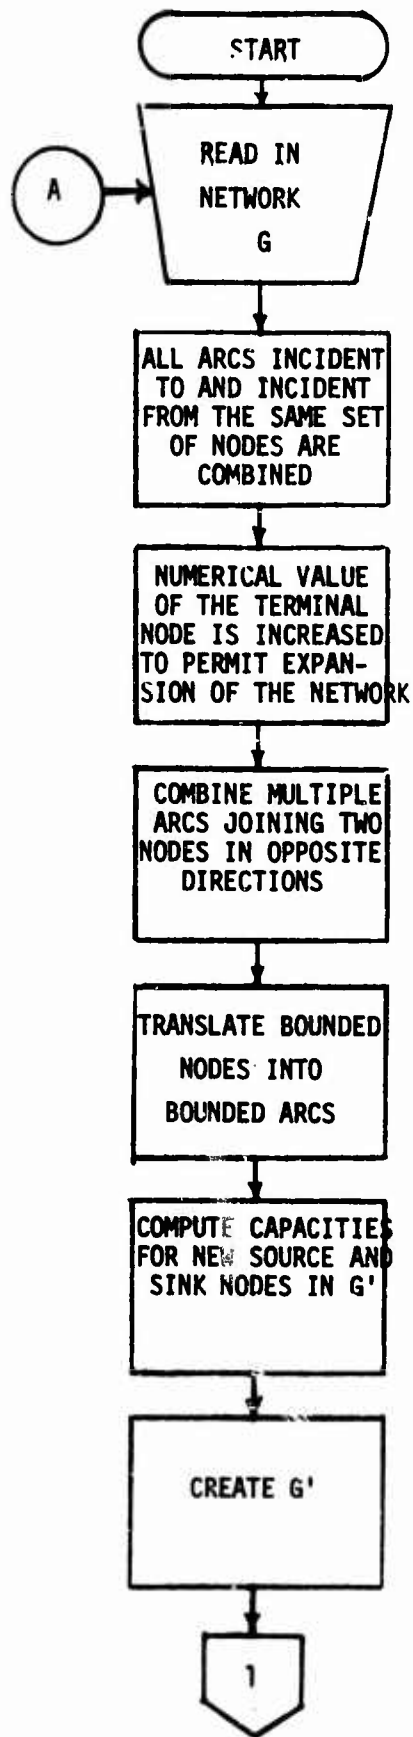 START
A
READ IN
NETWORK
G
ALL ARCS INCIDENT
TO AND INCIDENT
FROM THE SAME SET
OF NODES ARE
COMBINED
NUMERICAL VALUE
OF THE TERMINAL
NODE IS INCREASED
TO PERMIT EXPAN-
SION OF THE NETWORK
COMBINE MULTIPLE
ARCS JOINING TWO
NODES IN OPPOSITE
DIRECTIONS
TRANSLATE BOUNDED
NODES INTO
BOUNDED ARCS
COMPUTE CAPACITIES
FOR NEW SOURCE AND
SINK NODES IN G'
CREATE G'
1